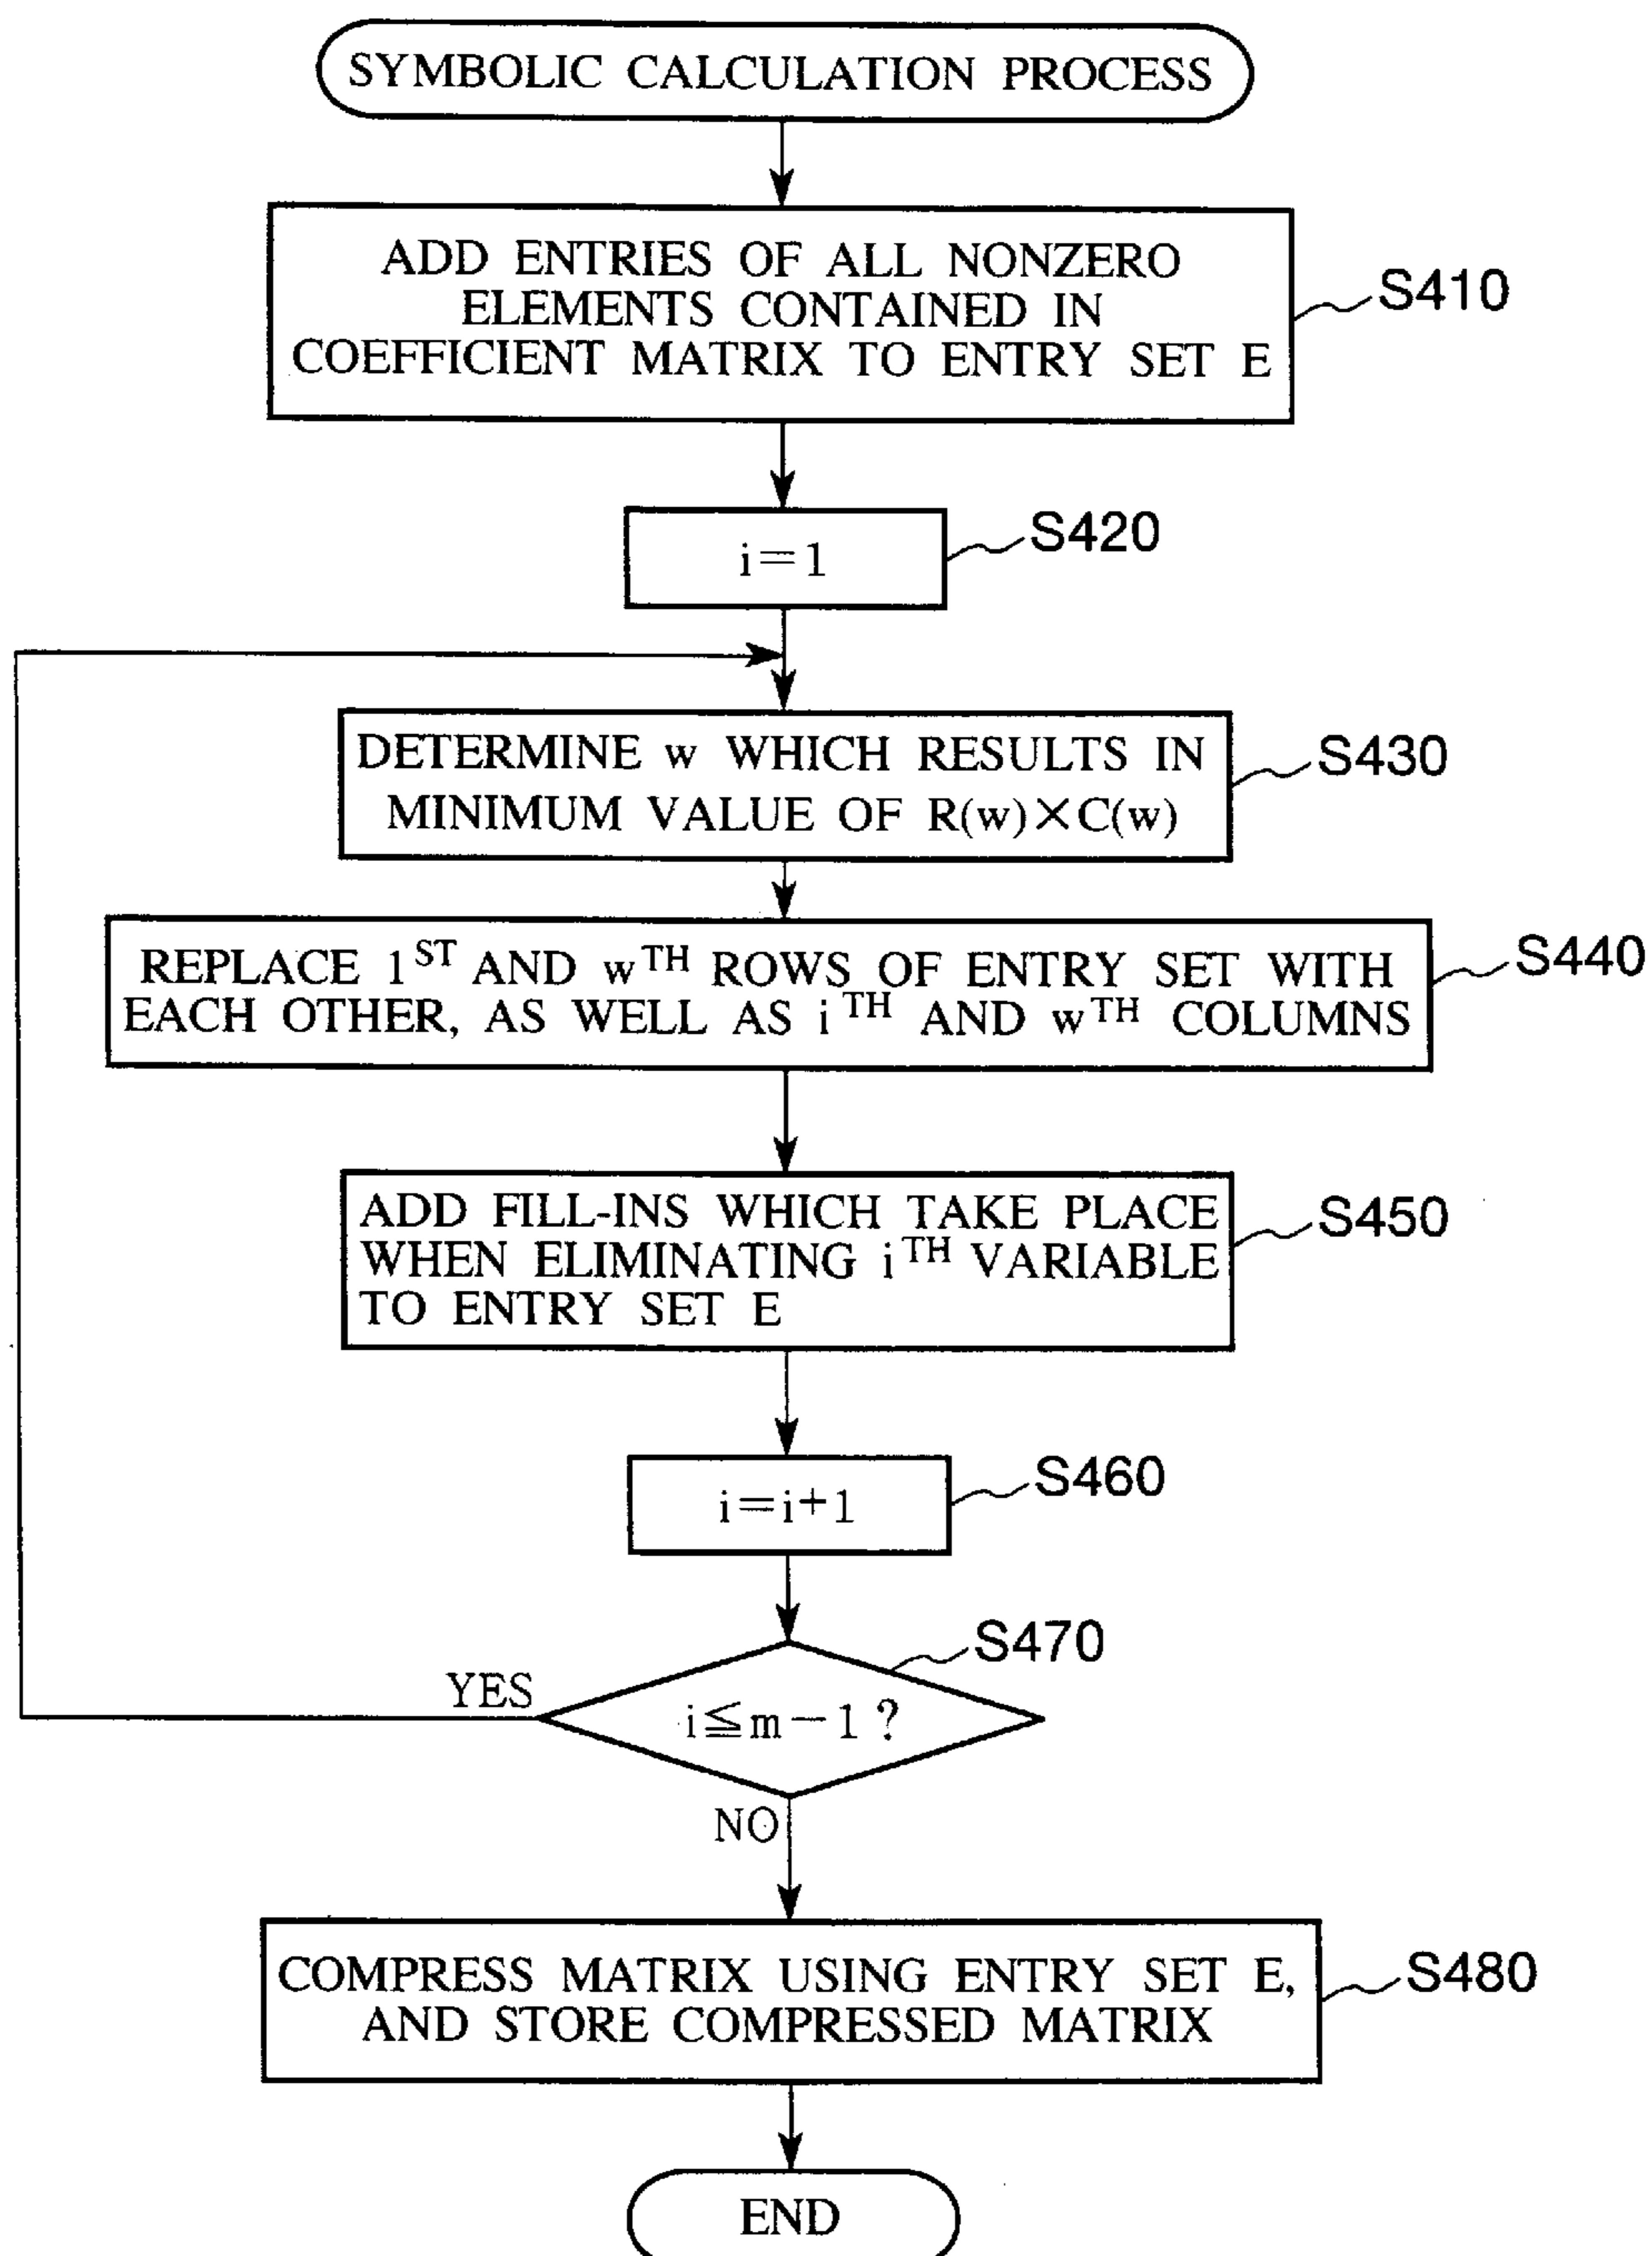 SYMBOLIC CALCULATION PROCESS
ADD ENTRIES OF ALL NONZERO
ELEMENTS CONTAINED IN
COEFFICIENT MATRIX TO ENTRY SET E
S410
i=1
S420
DETERMINE w WHICH RESULTS IN
MINIMUM VALUE OF R(w)×C(w)
S430
REPLACE 1ST AND wTH ROWS OF ENTRY SET WITH
EACH OTHER, AS WELL AS iTH AND wTH COLUMNS
S440
ADD FILL-INS WHICH TAKE PLACE
WHEN ELIMINATING iTH VARIABLE
TO ENTRY SET E
S450
i=i+1
S460
S470
YES
i≦m-1?
NO
COMPRESS MATRIX USING ENTRY SET E,
AND STORE COMPRESSED MATRIX
S480
END